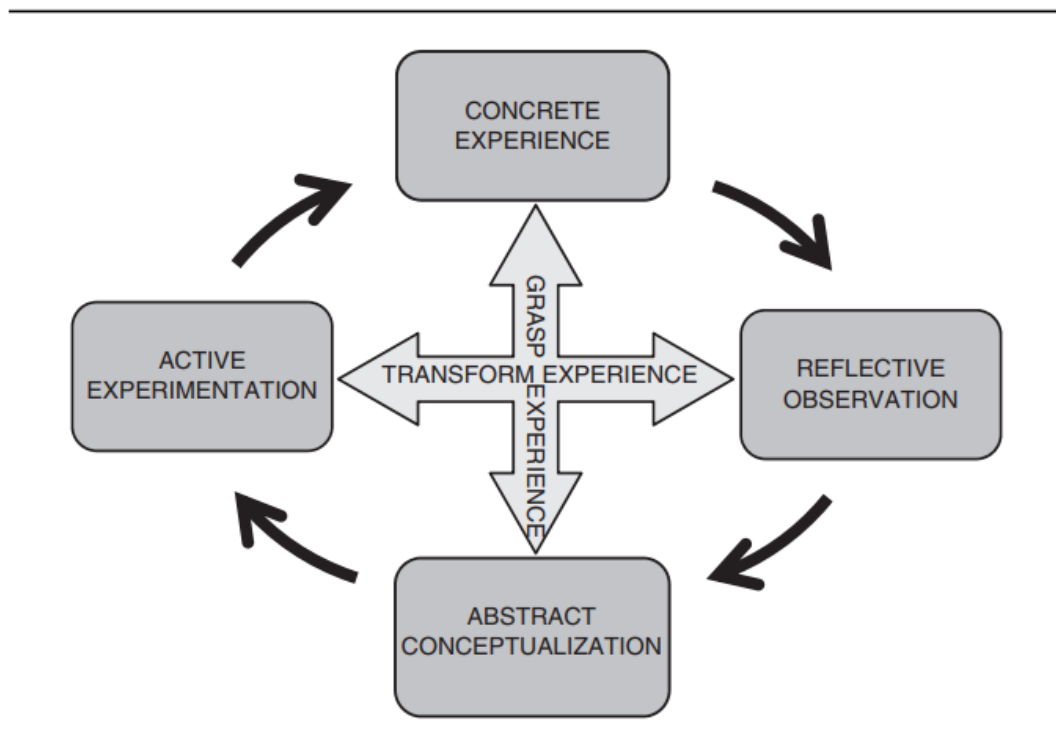 CONCRETE
EXPERIENCE
GRASP EXPERIENCE
ACTIVE
EXPERIMENTATION
TRANSFORM EXPERIENCE
REFLECTIVE
OBSERVATION
ABSTRACT
CONCEPTUALIZATION